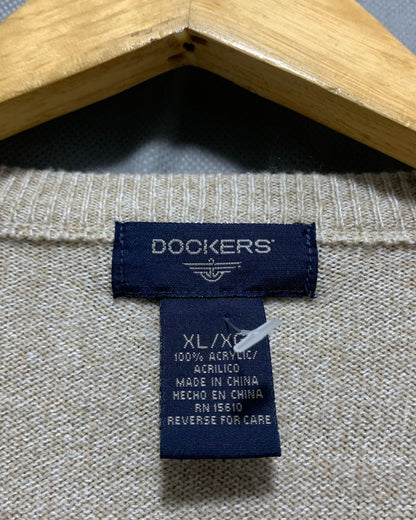 DOCKERS®
XL/XG
100% ACRYLIC/
ACRILICO
MADE IN CHINA
HECHO EN CHINA
RN 15610
REVERSE FOR CARE